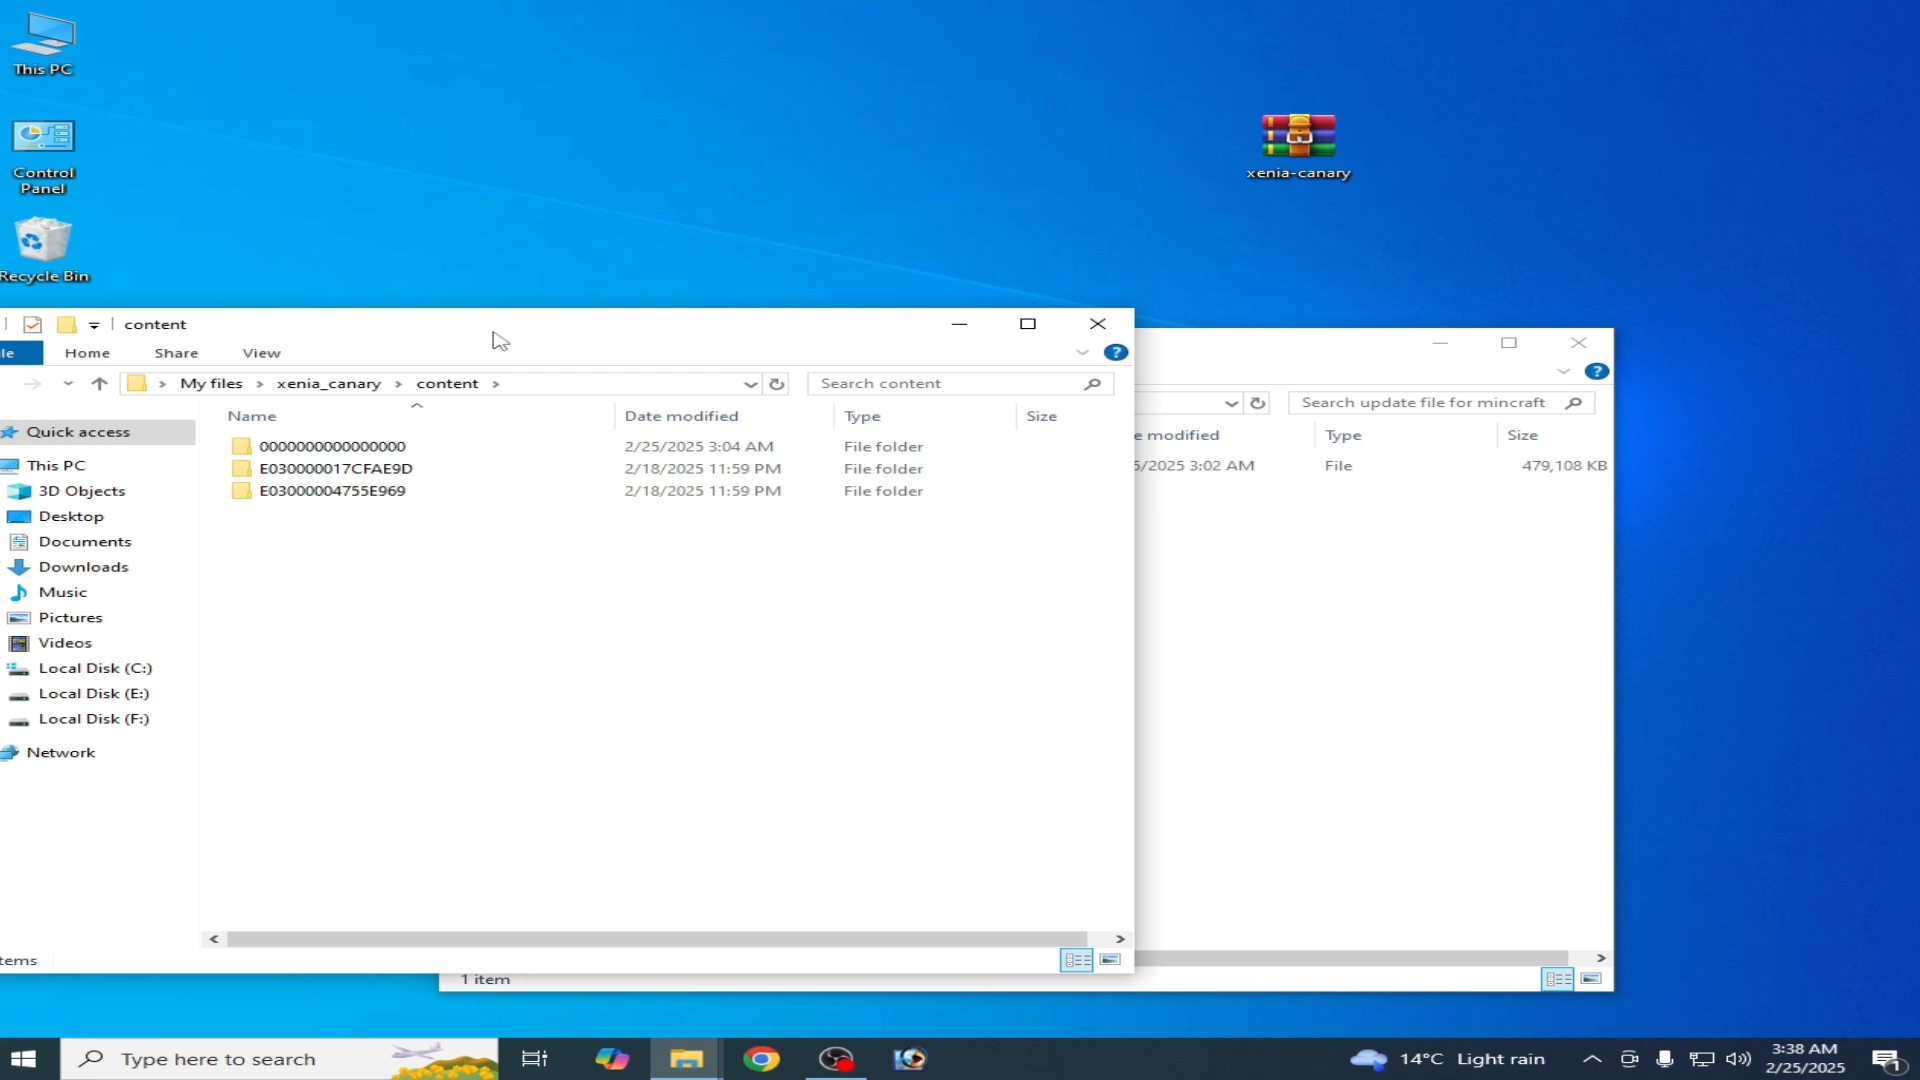 This PC
Control
Panel
Recycle Bin
xenia-canary
content
le
Home
Share
View
My files
xenia_canary
content
Search content
Name
Date modified
Type
Size
0000000000000000
2/25/2025 3:04 AM
File folder
E030000017CFAE9D
2/18/2025 11:59 PM
File folder
E03000004755E969
2/18/2025 11:59 PM
File folder
Quick access
This PC
3D Objects
Desktop
Documents
Downloads
Music
Pictures
Videos
Local Disk (C:)
Local Disk (E:)
Local Disk (F:)
Network
tems
Search update file for mincraft
e modified
Type
Size
5/2025 3:02 AM
File
479,108 KB
1 item
Type here to search
14°C Light rain
3:38 AM
2/25/2025
1